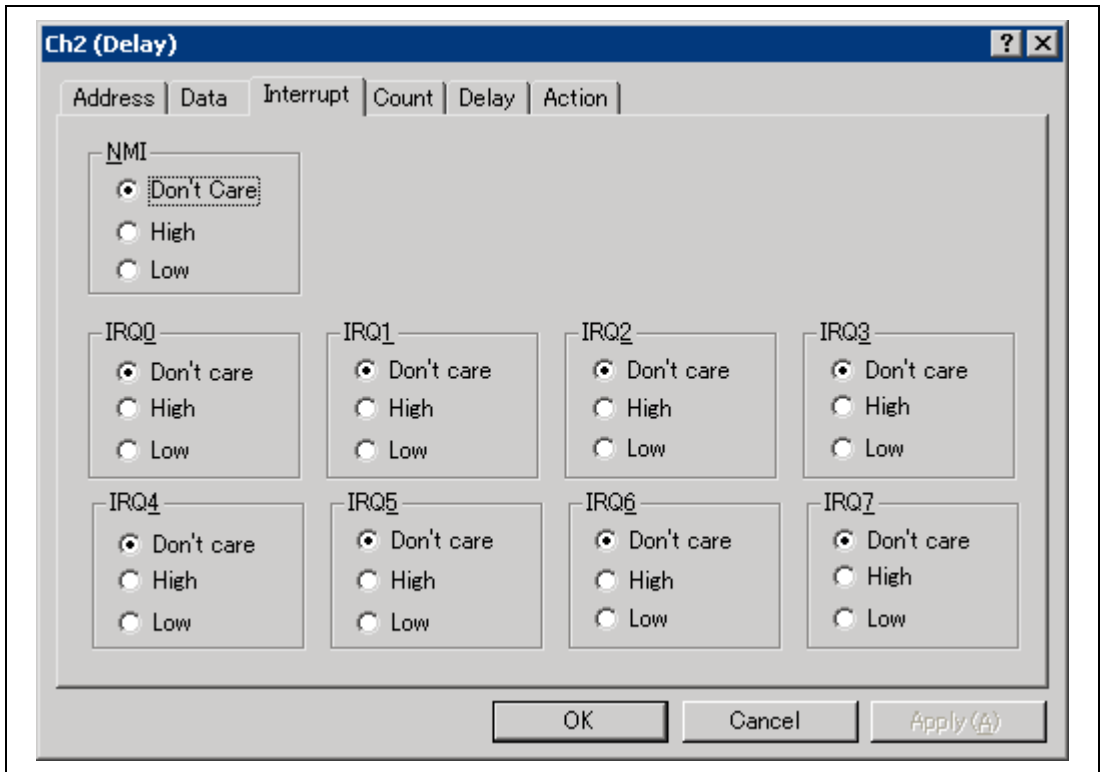 Ch2 (Delay)
Address Data Interrupt Count Delay Action
NMI
Don't Care
High
Low
IRQ0 IRQ1 IRQ2 IRQ3
Don't care Don't care Don't care Don't care
High High High High
Low Low Low Low
IRQ4 IRQ5 IRQ6 IRQ7
Don't care Don't care Don't care Don't care
High High High High
Low Low Low Low
OK Cancel Apply(A)